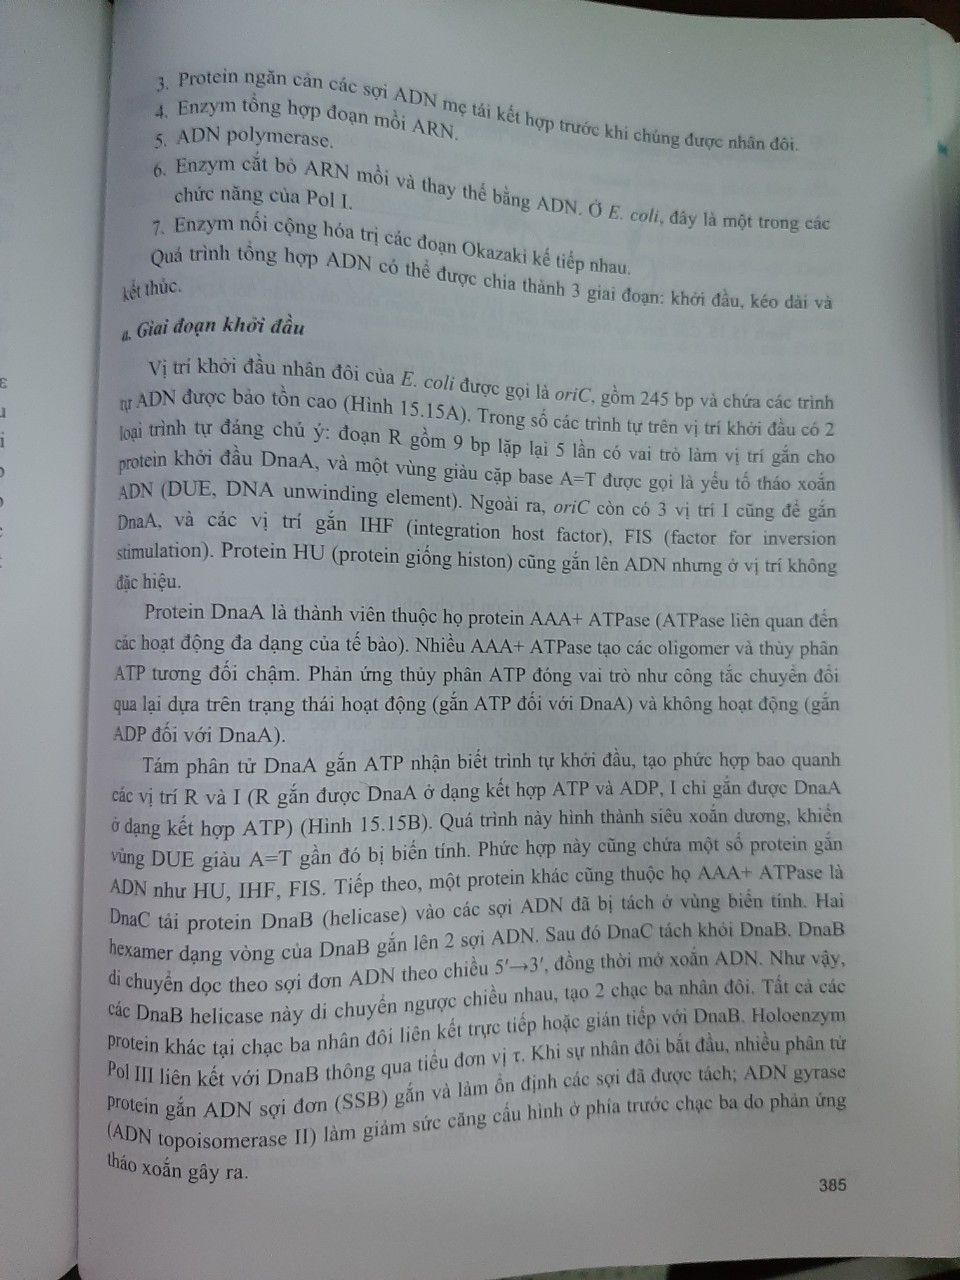 3. Protein ngăn cản các sợi ADN mẹ tái kết hợp trước khi chúng được nhân đôi.
4. Enzym tổng hợp đoạn mồi ARN.
5. ADN polymerase.
6. Enzym cắt bỏ ARN mồi và thay thế bằng ADN. Ở E. coli, đây là một trong các
chức năng của Pol I.
7. Enzym nối cộng hóa trị các đoạn Okazaki kế tiếp nhau.
Quá trình tổng hợp ADN có thể được chia thành 3 giai đoạn: khởi đầu, kéo dài và
kết thúc.
a. Giai đoạn khởi đầu
Vị trí khởi đầu nhân đôi của E. coli được gọi là oriC, gồm 245 bp và chứa các trình
tự ADN được bảo tồn cao (Hình 15.15A). Trong số các trình tự trên vị trí khởi đầu có 2
loại trình tự đáng chú ý: đoạn R gồm 9 bp lặp lại 5 lần có vai trò làm vị trí gắn cho
protein khởi đầu DnaA, và một vùng giàu cặp base A=T được gọi là yếu tố tháo xoắn
ADN (DUE, DNA unwinding element). Ngoài ra, oriC còn có 3 vị trí I cũng để gắn
DnaA, và các vị trí gắn IHF (integration host factor), FIS (factor for inversion
stimulation). Protein HU (protein giống histon) cũng gắn lên ADN nhưng ở vị trí không
đặc hiệu.
Protein DnaA là thành viên thuộc họ protein AAA+ ATPase (ATPase liên quan đến
các hoạt động đa dạng của tế bào). Nhiều AAA+ ATPase tạo các oligomer và thủy phân
ATP tương đối chậm. Phản ứng thủy phân ATP đóng vai trò như công tắc chuyển đổi
qua lại dựa trên trạng thái hoạt động (gắn ATP đối với DnaA) và không hoạt động (gắn
ADP đối với DnaA).
Tám phân tử DnaA gắn ATP nhận biết trình tự khởi đầu, tạo phức hợp bao quanh
các vị trí R và I (R gắn được DnaA ở dạng kết hợp ATP và ADP, I chỉ gắn được DnaA
ở dạng kết hợp ATP) (Hình 15.15B). Quá trình này hình thành siêu xoắn dương, khiến
vùng DUE giàu A=T gần đó bị biến tính. Phức hợp này cũng chứa một số protein gắn
ADN như HU, IHF, FIS. Tiếp theo, một protein khác cũng thuộc họ AAA+ ATPase là
DnaC tải protein DnaB (helicase) vào các sợi ADN đã bị tách ở vùng biến tính. Hai
hexamer dạng vòng của DnaB gắn lên 2 sợi ADN. Sau đó DnaC tách khỏi DnaB. DnaB
di chuyển dọc theo sợi đơn ADN theo chiều 5′→3′, đồng thời mở xoắn ADN. Như vậy,
các DnaB helicase này di chuyển ngược chiều nhau, tạo 2 chạc ba nhân đôi. Tất cả các
protein khác tại chạc ba nhân đôi liên kết trực tiếp hoặc gián tiếp với DnaB. Holoenzym
Pol III liên kết với DnaB thông qua tiểu đơn vị τ. Khi sự nhân đôi bắt đầu, nhiều phân tử
protein gắn ADN sợi đơn (SSB) gắn và làm ổn định các sợi đã được tách; ADN gyrase
(ADN topoisomerase II) làm giảm sức căng cấu hình ở phía trước chạc ba do phản ứng
tháo xoắn gây ra.
385